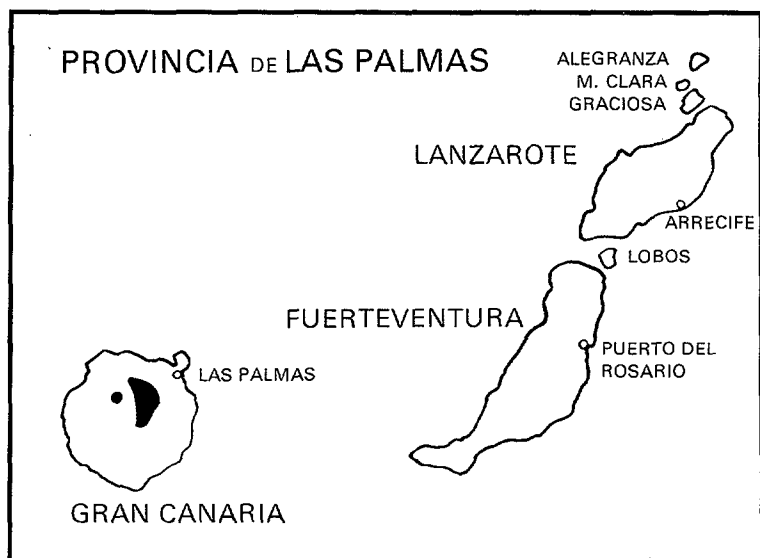 PROVINCIA DE LAS PALMAS
ALEGRANZA
M. CLARA
GRACIOSA
LANZAROTE
ARRECIFE
LOBOS
FUERTEVENTURA
PUERTO DEL
ROSARIO
LAS PALMAS
GRAN CANARIA